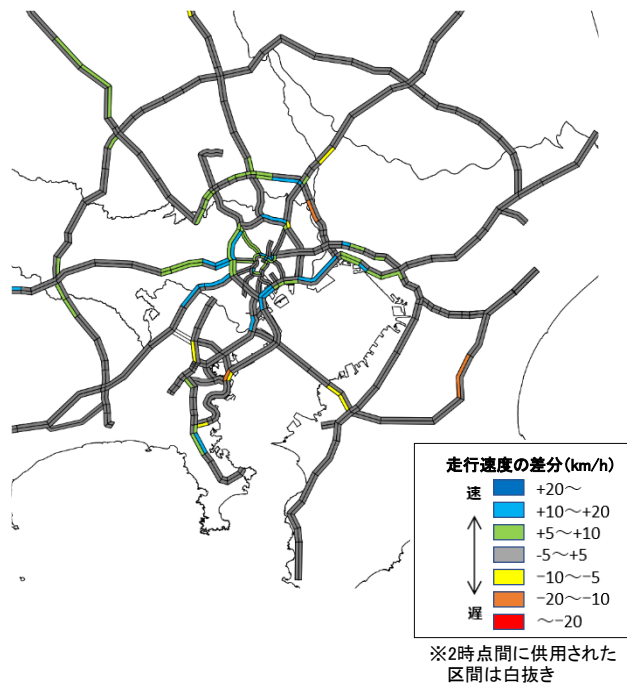 走行速度の差分(km/h)
速
+20～
+10～+20
+5～+10
-5～+5
-10～-5
-20～-10
遅
～-20
※2時点間に供用された
区間は白抜き